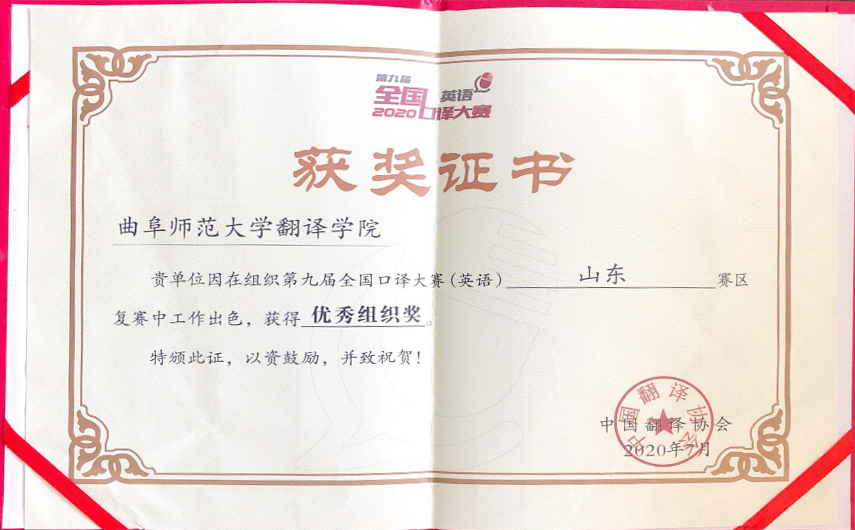 第九届
全国英语
2020口译大赛
获奖证书
曲阜师范大学翻译学院
贵单位因在组织第九届全国口译大赛(英语)山东赛区
复赛中工作出色，获得优秀组织奖。
特颁此证，以资鼓励，并致祝贺！
中国翻译协会
中国翻译协会
2020年7月